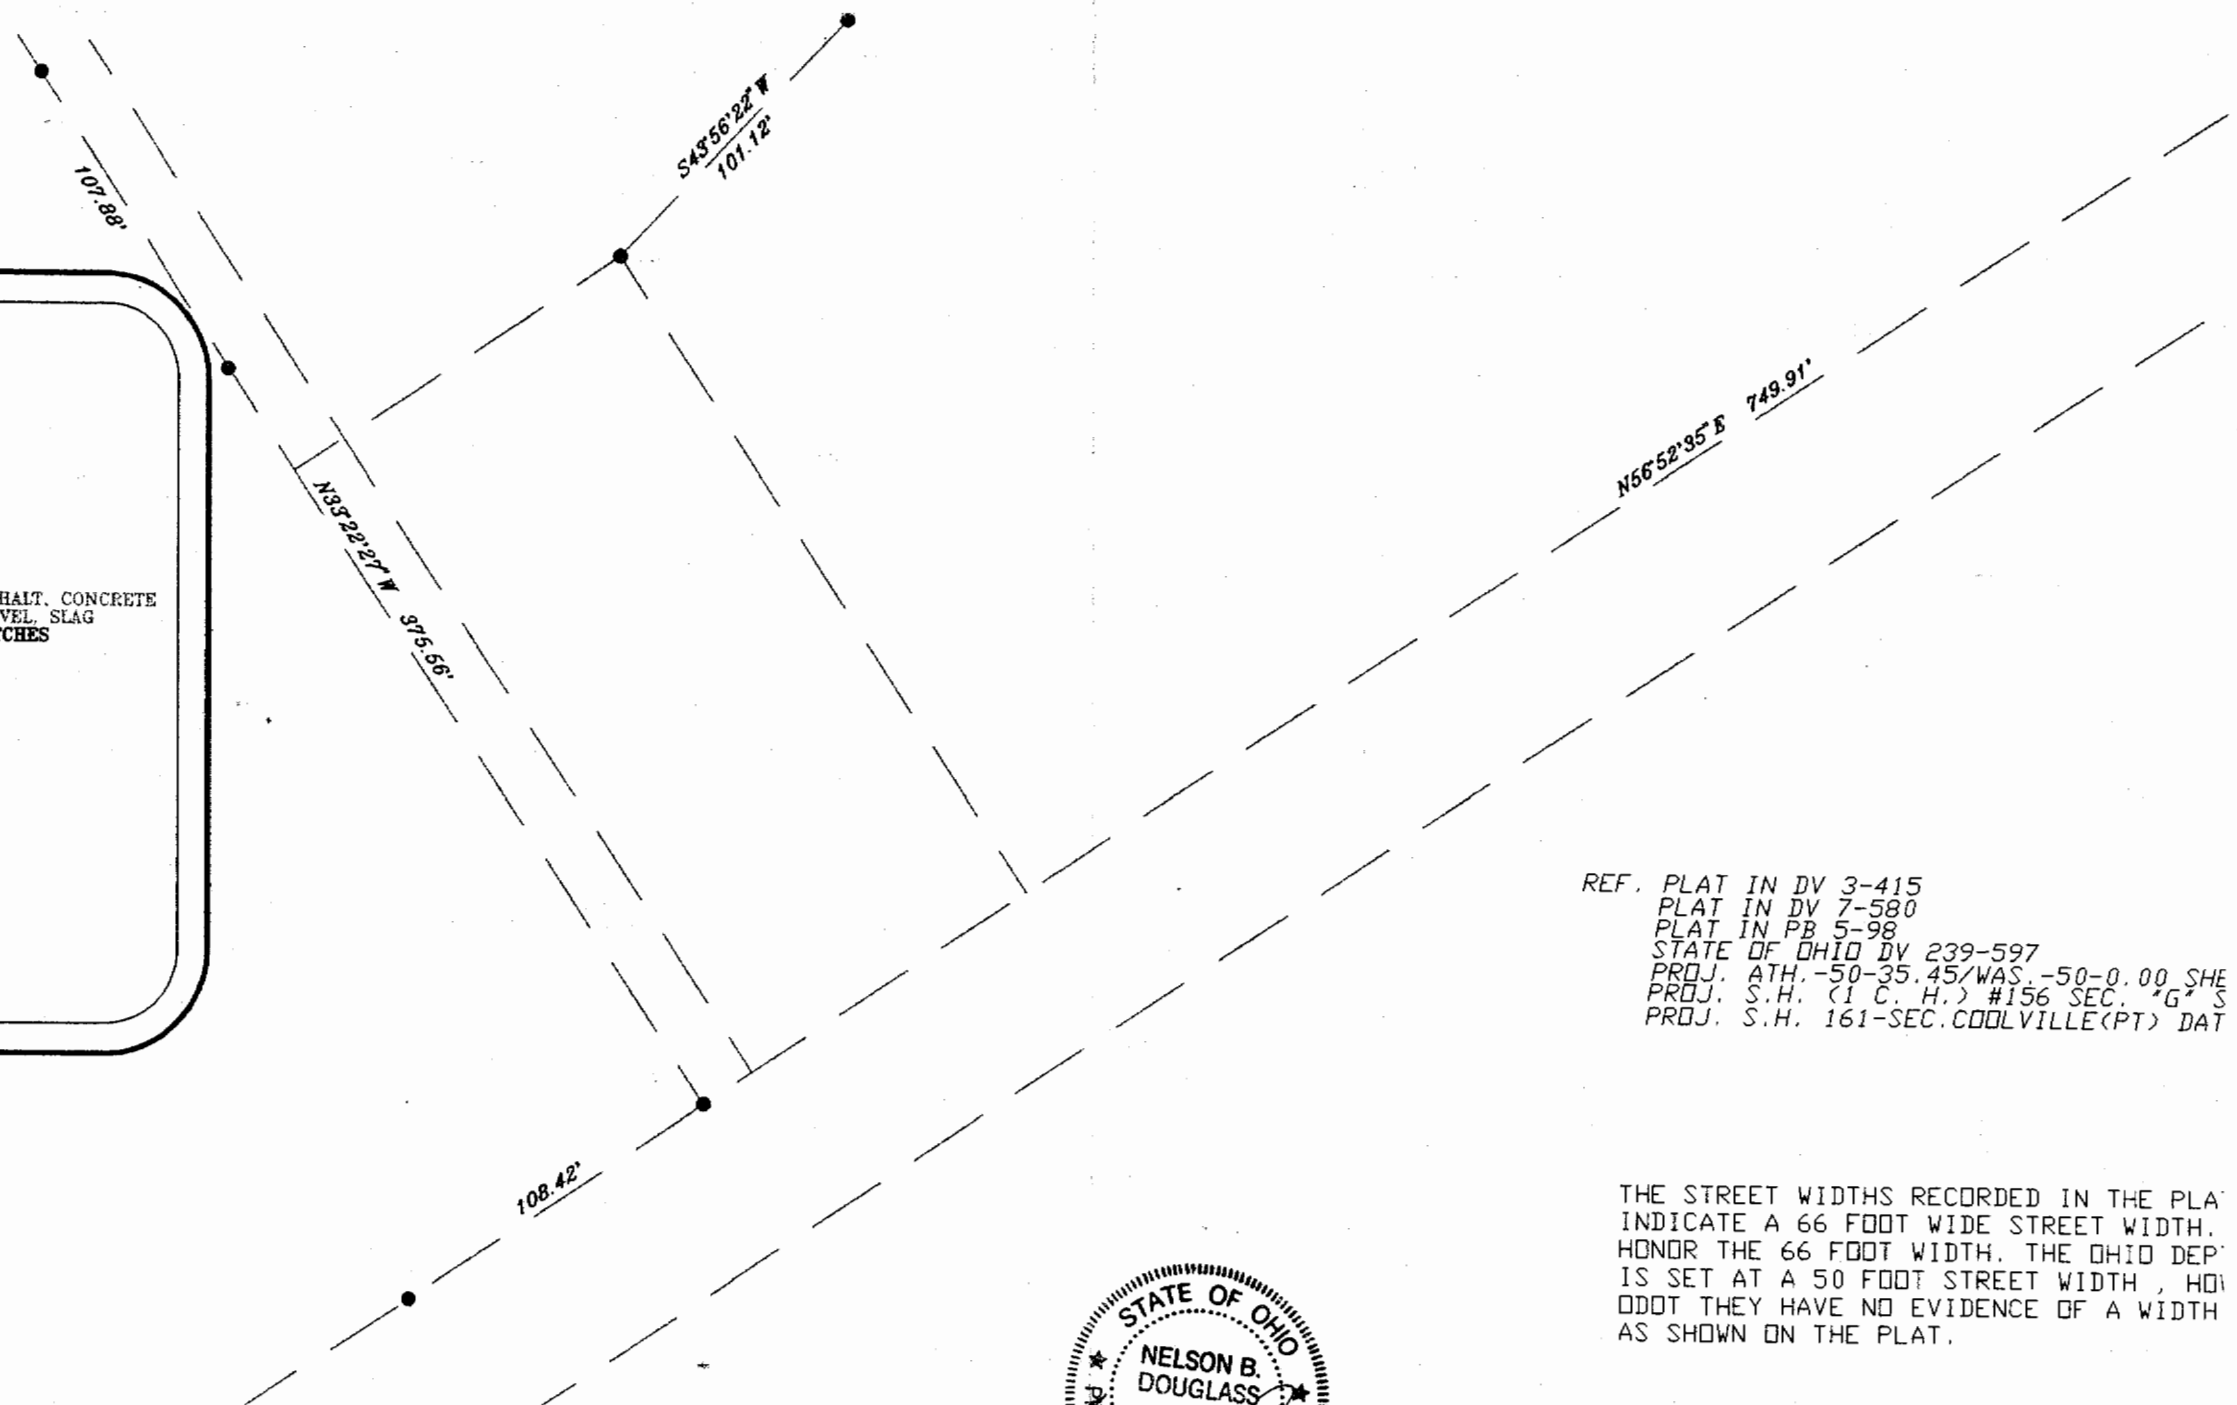 S43°56'22" W
101.12'
107.88'
749.91'
N56°52'35" E
N33°22'27" W
375.56'
HALT, CONCRETE
VEL, SLAG
TCHES
REF. PLAT IN DV 3-415
PLAT IN DV 7-580
PLAT IN PB 5-98
STATE OF OHIO DV 239-597
PROJ. ATH.-50-35.45/WAS.-50-0.00 SHE
PROJ. S.H. (I C. H.) #156 SEC. "G" S
PROJ. S.H. 161-SEC.COOLVILLE(PT) DAT
108.42'
THE STREET WIDTHS RECORDED IN THE PLA
INDICATE A 66 FOOT WIDE STREET WIDTH.
HONOR THE 66 FOOT WIDTH. THE OHIO DEP
IS SET AT A 50 FOOT STREET WIDTH , HO
ODOT THEY HAVE NO EVIDENCE OF A WIDTH
AS SHOWN ON THE PLAT.
STATE OF OHIO
NELSON B.
DOUGLASS